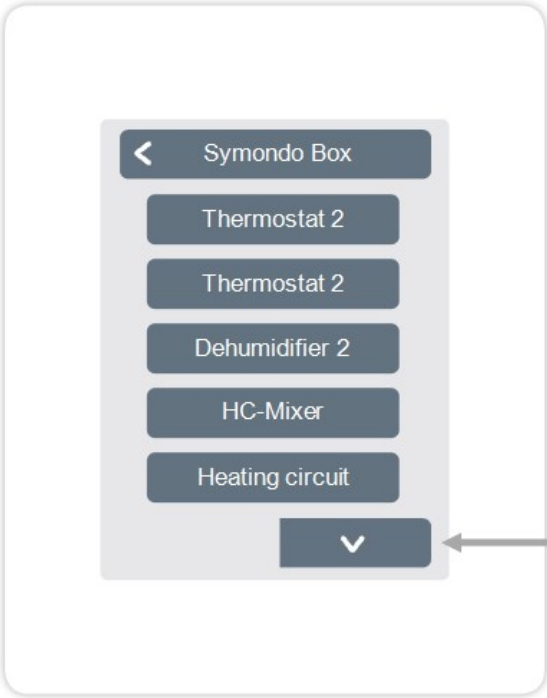 Symondo Box
Thermostat 2
Thermostat 2
Dehumidifier 2
HC-Mixer
Heating circuit